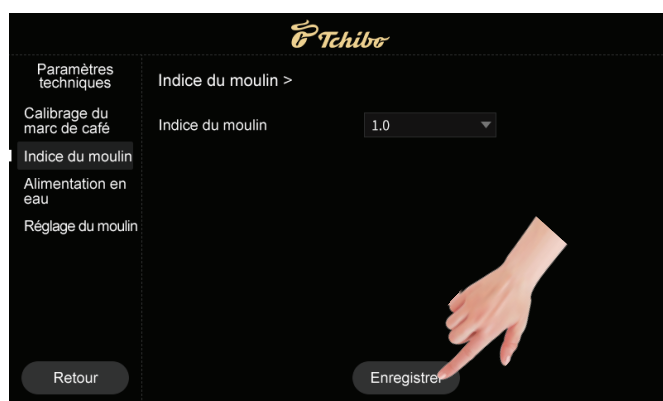 Tchibo
Paramètres
techniques
Calibrage du
marc de café
Indice du moulin
Alimentation en
eau
Réglage du moulin
Retour
Indice du moulin >
Indice du moulin 1.0
Enregistrer